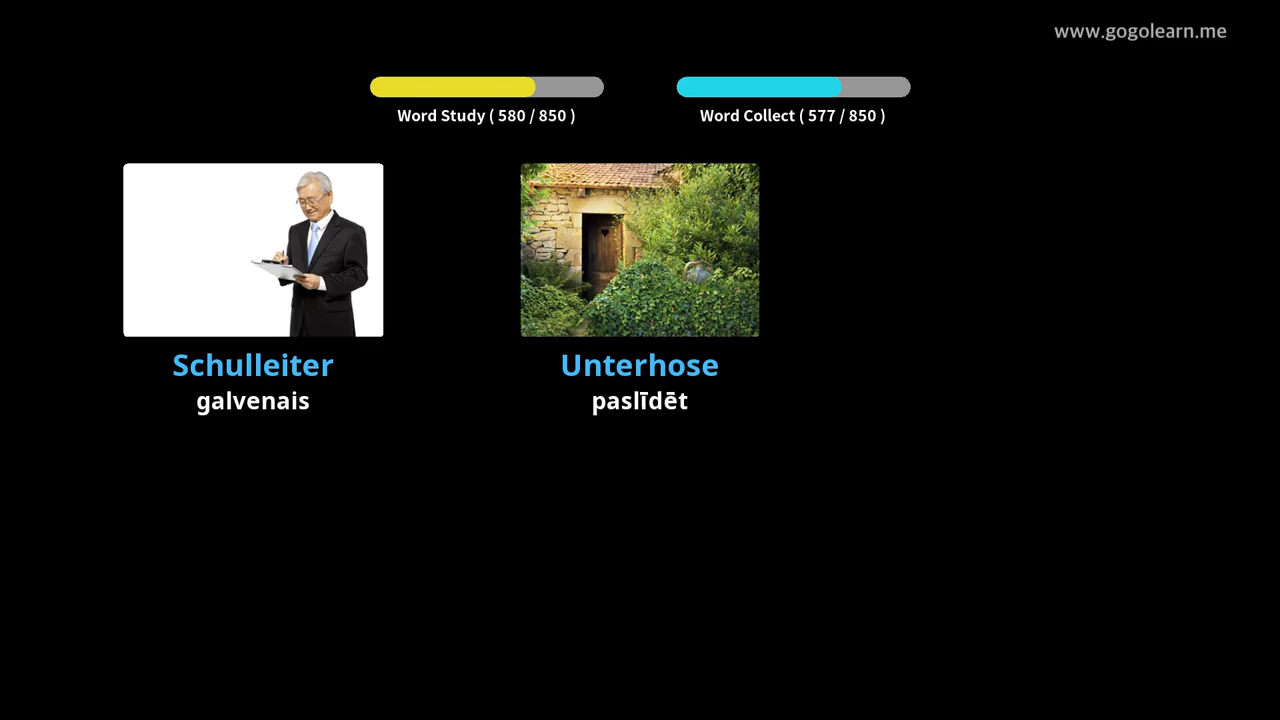 www.gogolearn.me
Word Study ( 580 / 850 )
Word Collect ( 577 / 850 )
Schulleiter
galvenais
Unterhose
paslīdēt